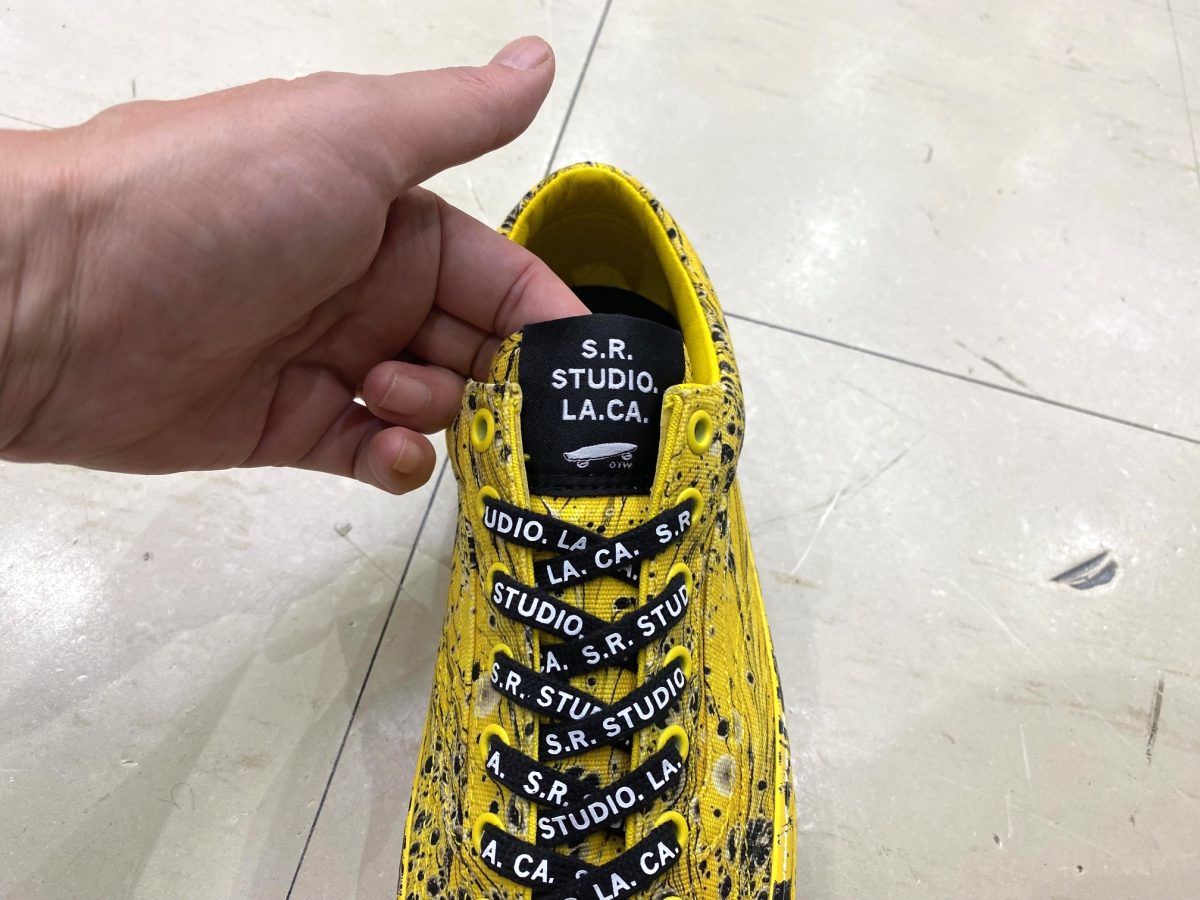 S.R.
STUDIO.
LA.CA.
OTW
UDIO. LA
LA. CA. S.R
STUDIO.
CA. S.R. STUD
S.R. STU
S.R. STUDIO
A. S.R.
STUDIO. LA.
A. CA.
LA. CA.